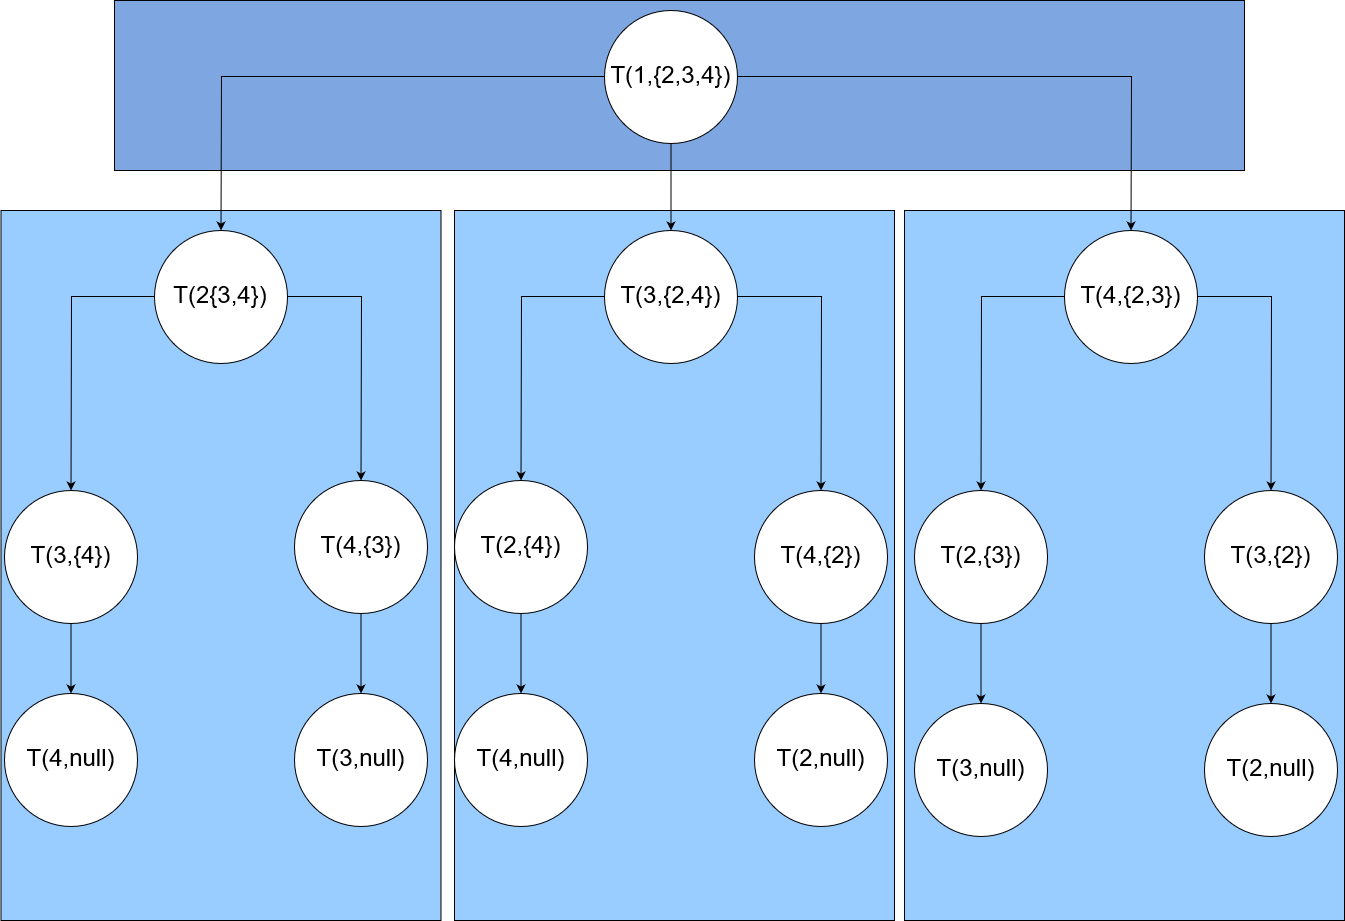 T(1,{2,3,4})
T(2{3,4})
T(3,{2,4})
T(4,{2,3})
T(3,{4})
T(4,{3})
T(2,{4})
T(4,{2})
T(2,{3})
T(3,{2})
T(4,null)
T(3,null)
T(4,null)
T(2,null)
T(3,null)
T(2,null)